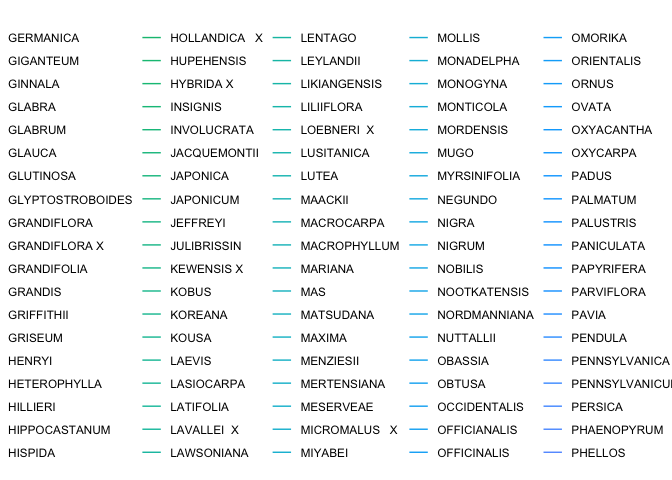 GERMANICA HOLLANDICA X LENTAGO MOLLIS OMORIKA
GIGANTEUM HUPEHENSIS LEYLANDII MONADELPHA ORIENTALIS
GINNALA HYBRIDA X LIKIANGENSIS MONOGYNA ORNUS
GLABRA INSIGNIS LILIIFLORA MONTICOLA OVATA
GLABRUM INVOLUCRATA LOEBNERI X MORDENSIS OXYACANTHA
GLAUCA JACQUEMONTII LUSITANICA MUGO OXYCARPA
GLUTINOSA JAPONICA LUTEA MYRSINIFOLIA PADUS
GLYPTOSTROBOIDES JAPONICUM MAACKII NEGUNDO PALMATUM
GRANDIFLORA JEFFREYI MACROCARPA NIGRA PALUSTRIS
GRANDIFLORA X JULIBRISSIN MACROPHYLLUM NIGRUM PANICULATA
GRANDIFOLIA KEWENSIS X MARIANA NOBILIS PAPYRIFERA
GRANDIS KOBUS MAS NOOTKATENSIS PARVIFLORA
GRIFFITHII KOREANA MATSUDANA NORDMANNIANA PAVIA
GRISEUM KOUSA MAXIMA NUTTALLII PENDULA
HENRYI LAEVIS MENZIESII OBASSIA PENNSYLVANICA
HETEROPHYLLA LASIOCARPA MERTENSIANA OBTUSA PENNSYLVANICU
HILLIERI LATIFOLIA MESERVEAE OCCIDENTALIS PERSICA
HIPPOCASTANUM LAVALLEI X MICROMALUS X OFFICIANALIS PHAENOPYRUM
HISPIDA LAWSONIANA MIYABEI OFFICINALIS PHELLOS